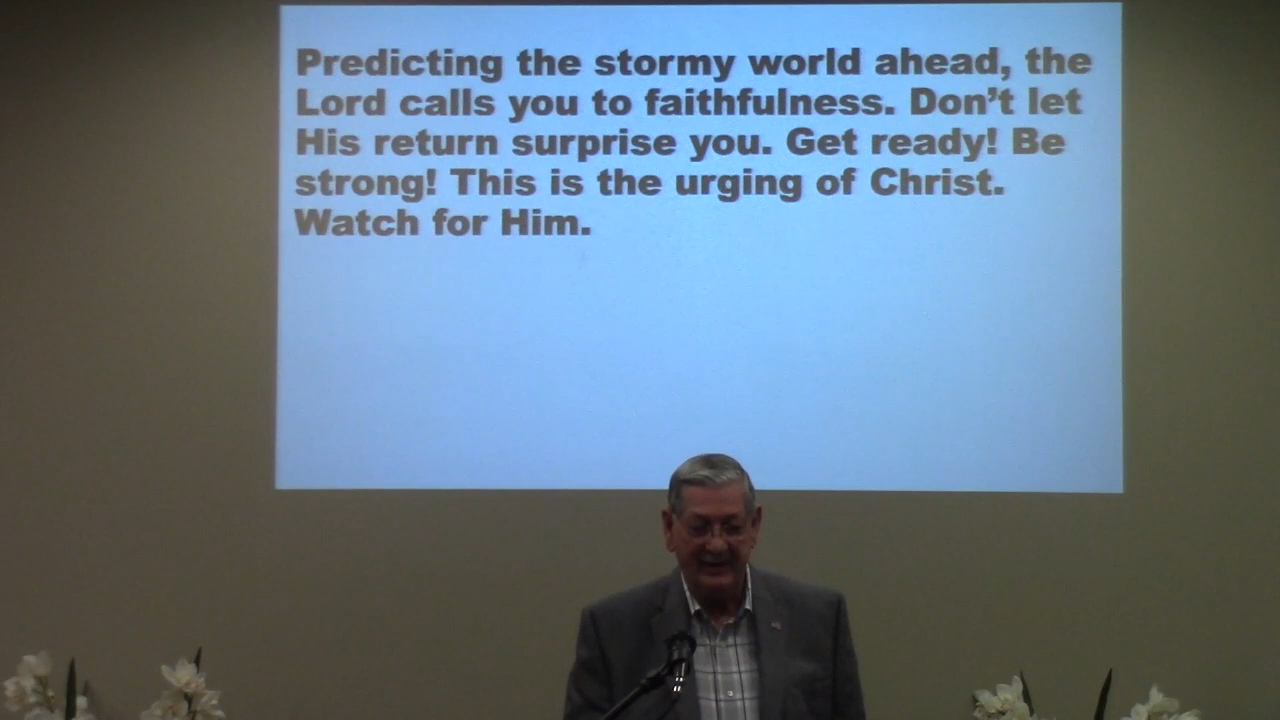 Predicting the stormy world ahead, the
Lord calls you to faithfulness. Don’t let
His return surprise you. Get ready! Be
strong! This is the urging of Christ.
Watch for Him.